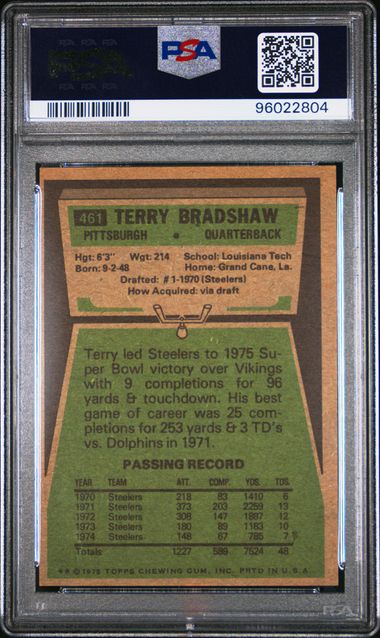 PSA
96022804
461 TERRY BRADSHAW
PITTSBURGH • QUARTERBACK
Hgt: 6'3" Wgt: 214 School: Louisiana Tech
Born: 9-2-48 Home: Grand Cane, La.
Drafted: #1-1970 (Steelers)
How Acquired: via draft
Terry led Steelers to 1975 Su-
per Bowl victory over Vikings
with 9 completions for 96
yards & touchdown. His best
game of career was 25 com-
pletions for 253 yards & 3 TD's
vs. Dolphins in 1971.
PASSING RECORD
YEAR TEAM ATT. COMP. YDS. TDS.
1970 Steelers 218 83 1410 6
1971 Steelers 373 203 2259 13
1972 Steelers 308 147 1887 12
1973 Steelers 180 89 1183 10
1974 Steelers 148 67 785 7
Totals 1227 589 7524 48
© 1975 TOPPS CHEWING GUM, INC. PRTD IN U.S.A.